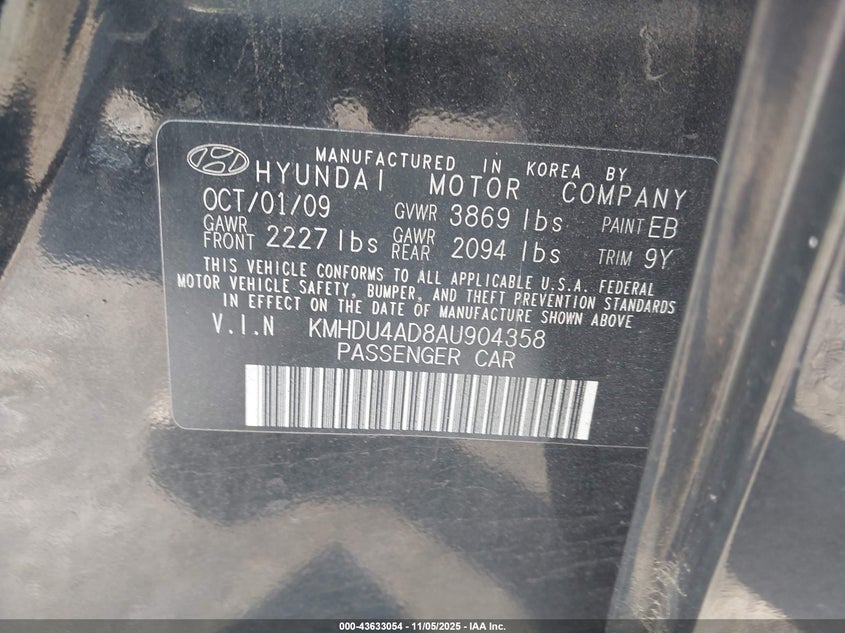 MANUFACTURED IN KOREA BY
HYUNDAI MOTOR COMPANY
OCT/01/09 GVWR 3869 lbs PAINT EB
GAWR FRONT 2227 lbs GAWR REAR 2094 lbs TRIM 9Y
THIS VEHICLE CONFORMS TO ALL APPLICABLE U.S.A. FEDERAL
MOTOR VEHICLE SAFETY, BUMPER, AND THEFT PREVENTION STANDARDS
IN EFFECT ON THE DATE OF MANUFACTURE SHOWN ABOVE
V.I.N KMHDU4AD8AU904358
PASSENGER CAR
000-43633054 - 11/05/2025 - IAA Inc.